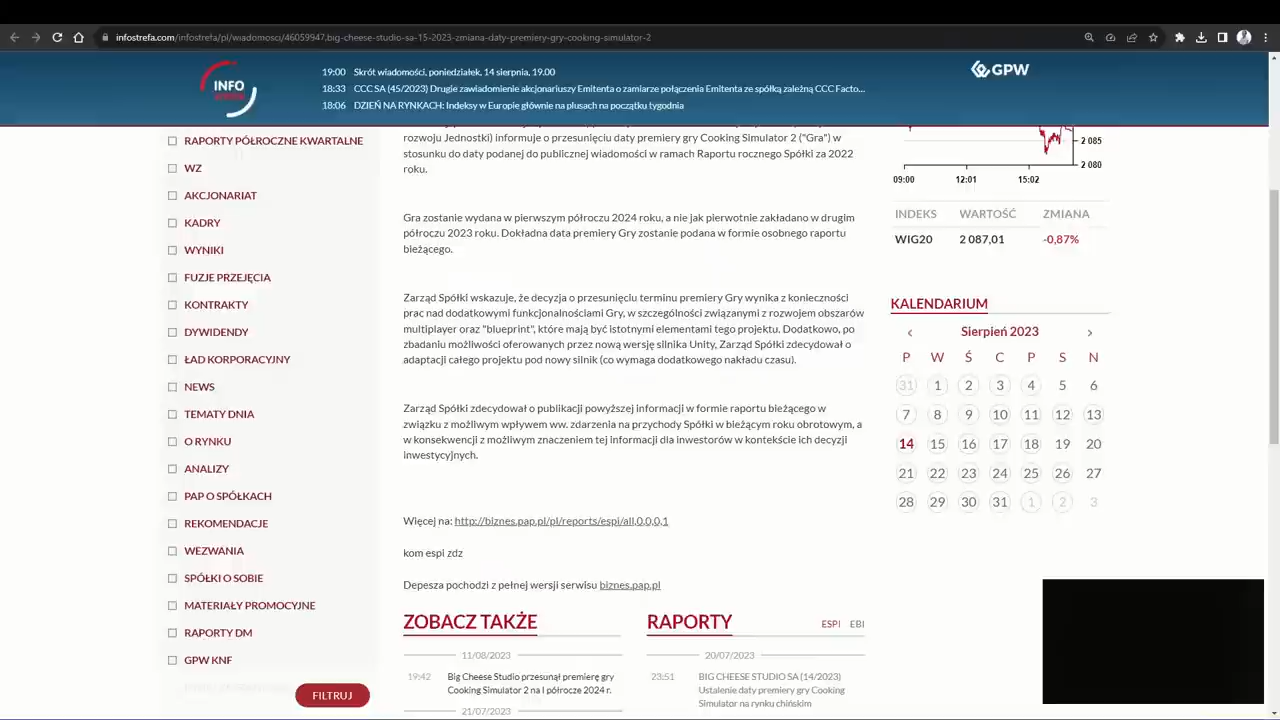 infostrefa.com/infostrefa/pl/wiadomosci/46059947,big-cheese-studio-sa-15-2023-zmiana-daty-premiery-gry-cooking-simulator-2
INFO
19:00 Skrót wiadomości, poniedziałek, 14 sierpnia, 19.00
18:33 CCC SA (45/2023) Drugie zawiadomienie akcjonariuszy Emitenta o zamiarze połączenia Emitenta ze spółką zależną CCC Facto...
18:06 DZIEŃ NA RYNKACH: Indeksy w Europie głównie na plusach na początku tygodnia
GPW
RAPORTY PÓŁROCZNE KWARTALNE
WZ
AKCJONARIAT
KADRY
WYNIKI
FUZJE PRZEJĘCIA
KONTRAKTY
DYWIDENDY
ŁAD KORPORACYJNY
NEWS
TEMATY DNIA
O RYNKU
ANALIZY
PAP O SPÓŁKACH
REKOMENDACJE
WEZWANIA
SPÓŁKI O SOBIE
MATERIAŁY PROMOCYJNE
RAPORTY DM
GPW KNF
FILTRUJ
rozwoju Jednostki) informuje o przesunięciu daty premiery gry Cooking Simulator 2 ("Gra") w
stosunku do daty podanej do publicznej wiadomości w ramach Raportu rocznego Spółki za 2022
roku.
Gra zostanie wydana w pierwszym półroczu 2024 roku, a nie jak pierwotnie zakładano w drugim
półroczu 2023 roku. Dokładna data premiery Gry zostanie podana w formie osobnego raportu
bieżącego.
Zarząd Spółki wskazuje, że decyzja o przesunięciu terminu premiery Gry wynika z konieczności
prac nad dodatkowymi funkcjonalnościami Gry, w szczególności związanymi z rozwojem obszarów
multiplayer oraz "blueprint", które mają być istotnymi elementami tego projektu. Dodatkowo, po
zbadaniu możliwości oferowanych przez nową wersję silnika Unity, Zarząd Spółki zdecydował o
adaptacji całego projektu pod nowy silnik (co wymaga dodatkowego nakładu czasu).
Zarząd Spółki zdecydował o publikacji powyższej informacji w formie raportu bieżącego w
związku z możliwym wpływem ww. zdarzenia na przychody Spółki w bieżącym roku obrotowym, a
w konsekwencji z możliwym znaczeniem tej informacji dla inwestorów w kontekście ich decyzji
inwestycyjnych.
Więcej na: http://biznes.pap.pl/pl/reports/espi/all,0,0,0,1
kom espi zdz
Depesza pochodzi z pełnej wersji serwisu biznes.pap.pl
ZOBACZ TAKŻE
11/08/2023
19:42 Big Cheese Studio przesunął premierę gry
Cooking Simulator 2 na I półrocze 2024 r.
21/07/2023
RAPORTY ESPI EBI
20/07/2023
23:51 BIG CHEESE STUDIO SA (14/2023)
Ustalenie daty premiery gry Cooking
Simulator na rynku chińskim
2 085
2 080
09:00 12:01 15:02
INDEKS WARTOŚĆ ZMIANA
WIG20 2 087,01 -0,87%
KALENDARIUM
‹ Sierpień 2023 ›
P W Ś C P S N
31 1 2 3 4 5 6
7 8 9 10 11 12 13
14 15 16 17 18 19 20
21 22 23 24 25 26 27
28 29 30 31 1 2 3